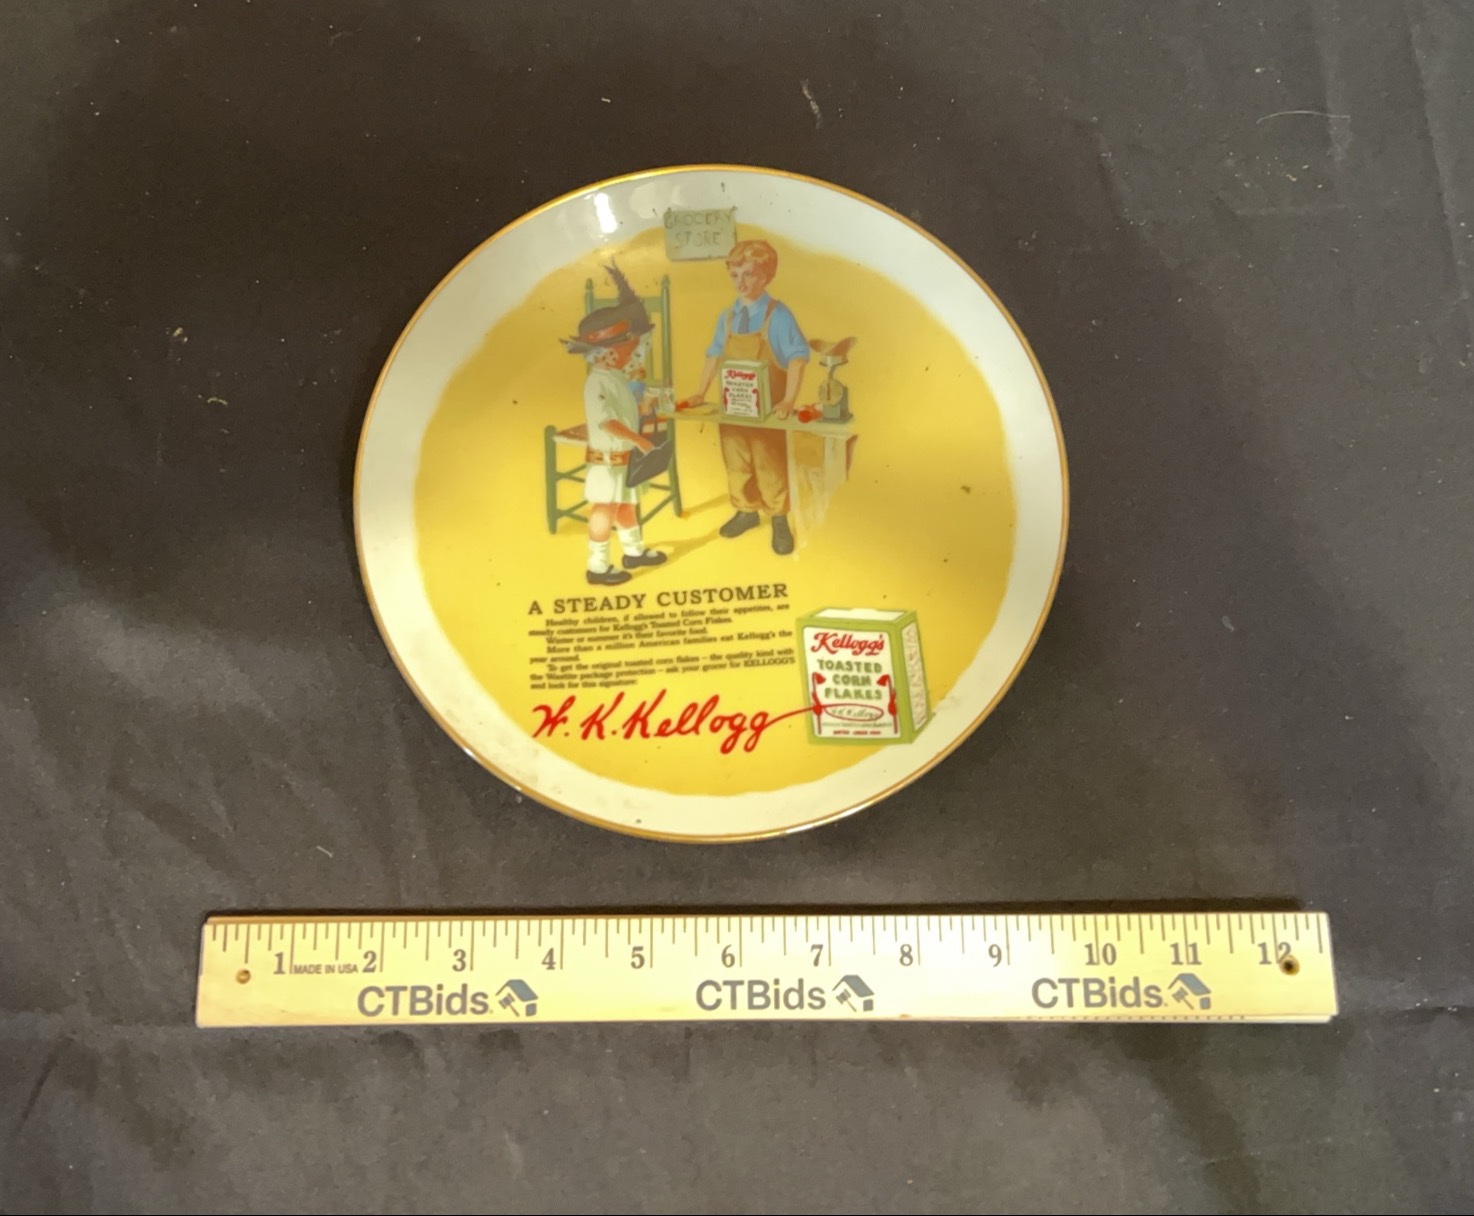 GROCERY
STORE
Kellogg's
TOASTED
CORN
FLAKES
A STEADY CUSTOMER
Healthy children, if allowed to follow their appetites, are
steady customers for Kellogg's Toasted Corn Flakes.
Winter or summer it's their favorite food.
More than a million American families eat Kellogg's the
year around.
To get the original toasted corn flakes – the quality kind with
the Waxtite package protection – ask your grocer for KELLOGG'S
and look for this signature:
W. K. Kellogg
Kellogg's
TOASTED
CORN
FLAKES
W.K. Kellogg
1 MADE IN USA 2 3 4 5 6 7 8 9 10 11 12
CTBids CTBids CTBids